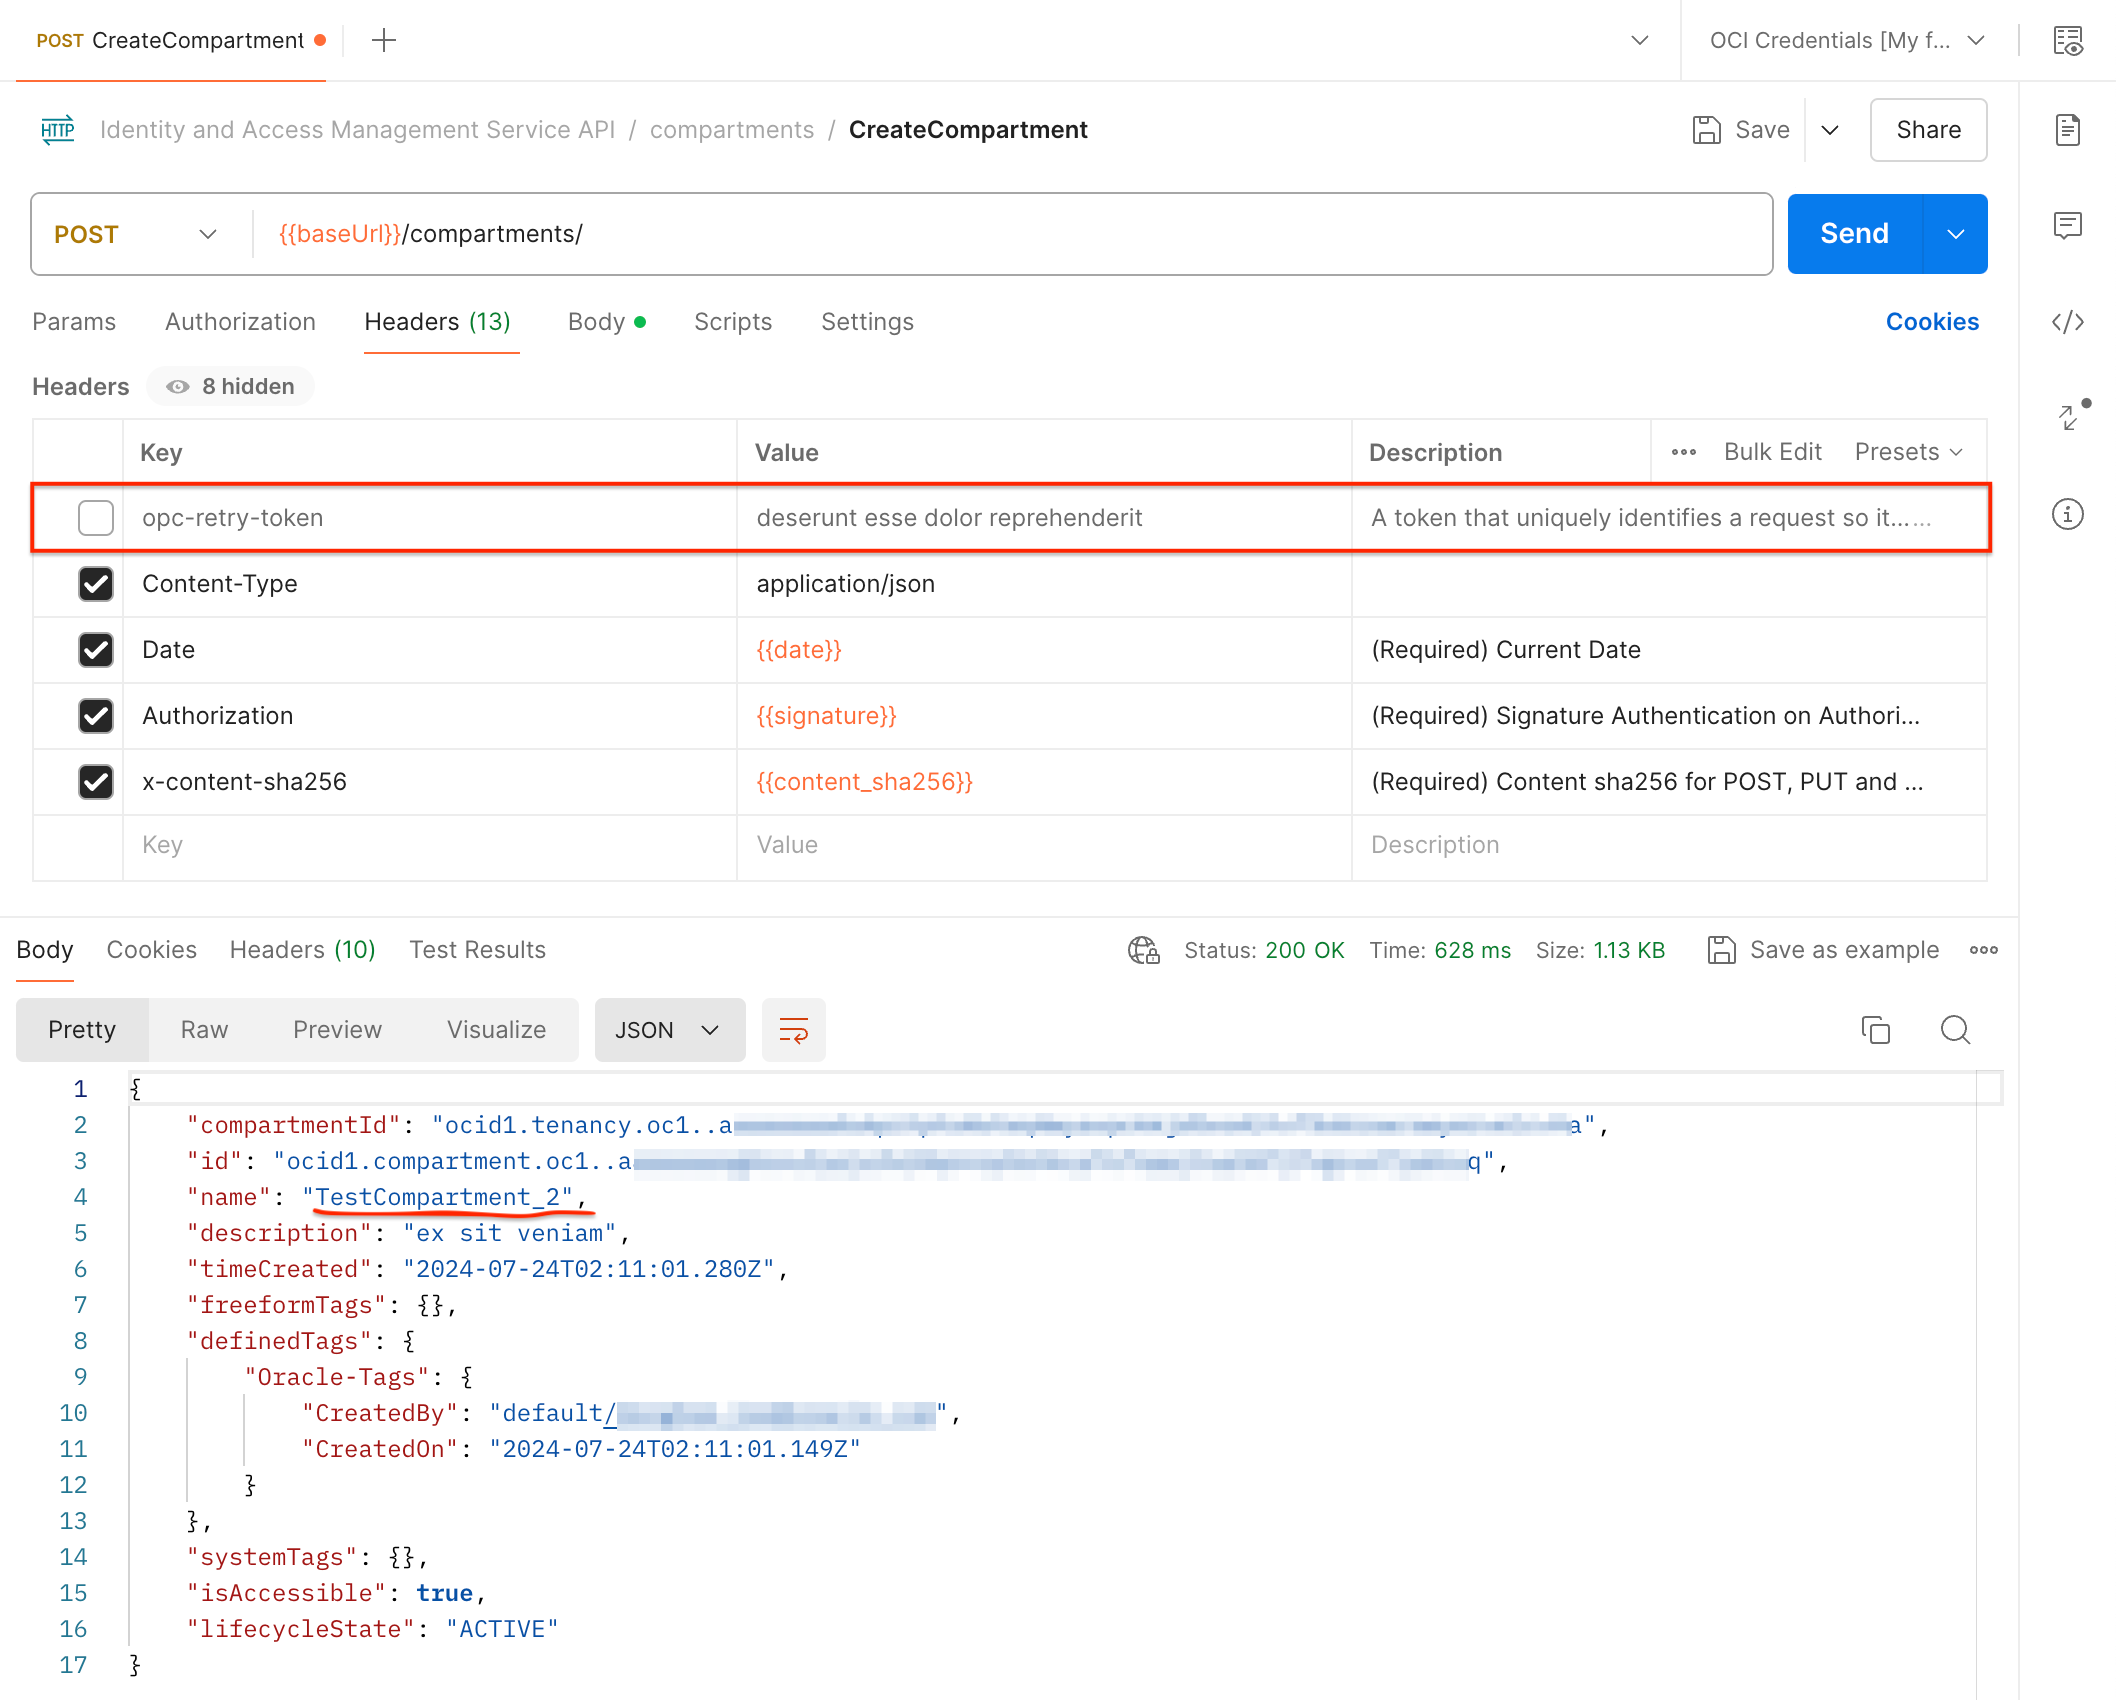 POST CreateCompartment
OCI Credentials [My f...
HTTP Identity and Access Management Service API / compartments / CreateCompartment
Save
Share
POST {{baseUrl}}/compartments/
Send
Params Authorization Headers (13) Body Scripts Settings Cookies
Headers 8 hidden
Key Value Description Bulk Edit Presets
opc-retry-token deserunt esse dolor reprehenderit A token that uniquely identifies a request so it... ...
Content-Type application/json
Date {{date}} (Required) Current Date
Authorization {{signature}} (Required) Signature Authentication on Authori...
x-content-sha256 {{content_sha256}} (Required) Content sha256 for POST, PUT and ...
Key Value Description
Body Cookies Headers (10) Test Results Status: 200 OK Time: 628 ms Size: 1.13 KB Save as example
Pretty Raw Preview Visualize JSON
1 {
2 "compartmentId": "ocid1.tenancy.oc1..a a",
3 "id": "ocid1.compartment.oc1..a q",
4 "name": "TestCompartment_2",
5 "description": "ex sit veniam",
6 "timeCreated": "2024-07-24T02:11:01.280Z",
7 "freeformTags": {},
8 "definedTags": {
9 "Oracle-Tags": {
10 "CreatedBy": "default/ ",
11 "CreatedOn": "2024-07-24T02:11:01.149Z"
12 }
13 },
14 "systemTags": {},
15 "isAccessible": true,
16 "lifecycleState": "ACTIVE"
17 }